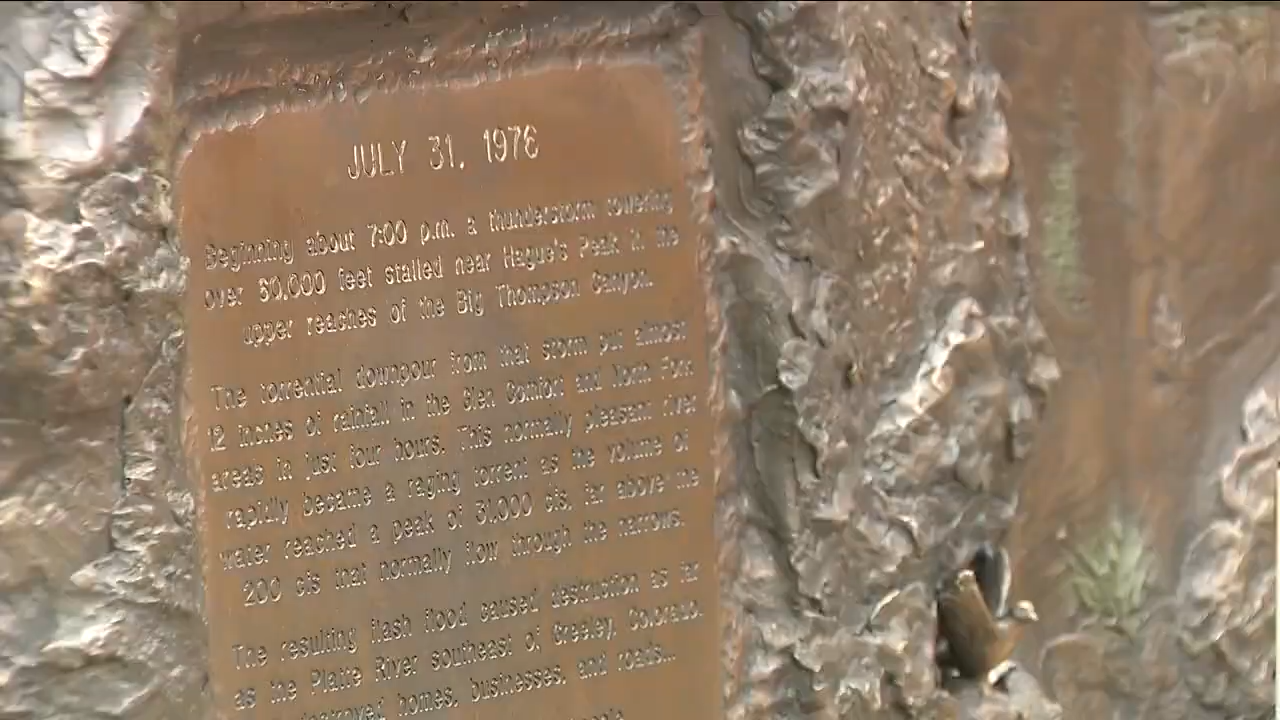 JULY 31, 1976
Beginning about 7:00 p.m. a thunderstorm towering
over 60,000 feet stalled near Hague's Peak in the
upper reaches of the Big Thompson Canyon.
The torrential downpour from that storm put almost
12 inches of rainfall in the Glen Comfort and North Fork
areas in just four hours. This normally pleasant river
rapidly became a raging torrent as the volume of
water reached a peak of 31,000 cfs, far above the
200 cfs that normally flow through the narrows.
The resulting flash flood caused destruction as far
as the Platte River southeast of Greeley, Colorado.
destroyed homes, businesses, and roads...
people